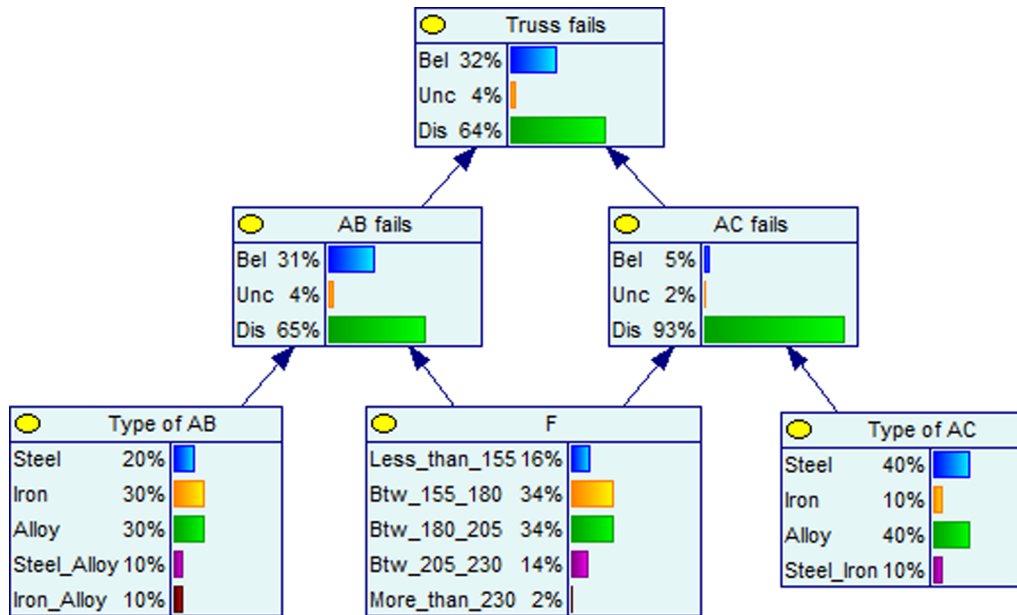 Truss fails
Bel 32%
Unc 4%
Dis 64%
AB fails
Bel 31%
Unc 4%
Dis 65%
AC fails
Bel 5%
Unc 2%
Dis 93%
Type of AB
Steel 20%
Iron 30%
Alloy 30%
Steel_Alloy 10%
Iron_Alloy 10%
F
Less_than_155 16%
Btw_155_180 34%
Btw_180_205 34%
Btw_205_230 14%
More_than_230 2%
Type of AC
Steel 40%
Iron 10%
Alloy 40%
Steel_Iron 10%